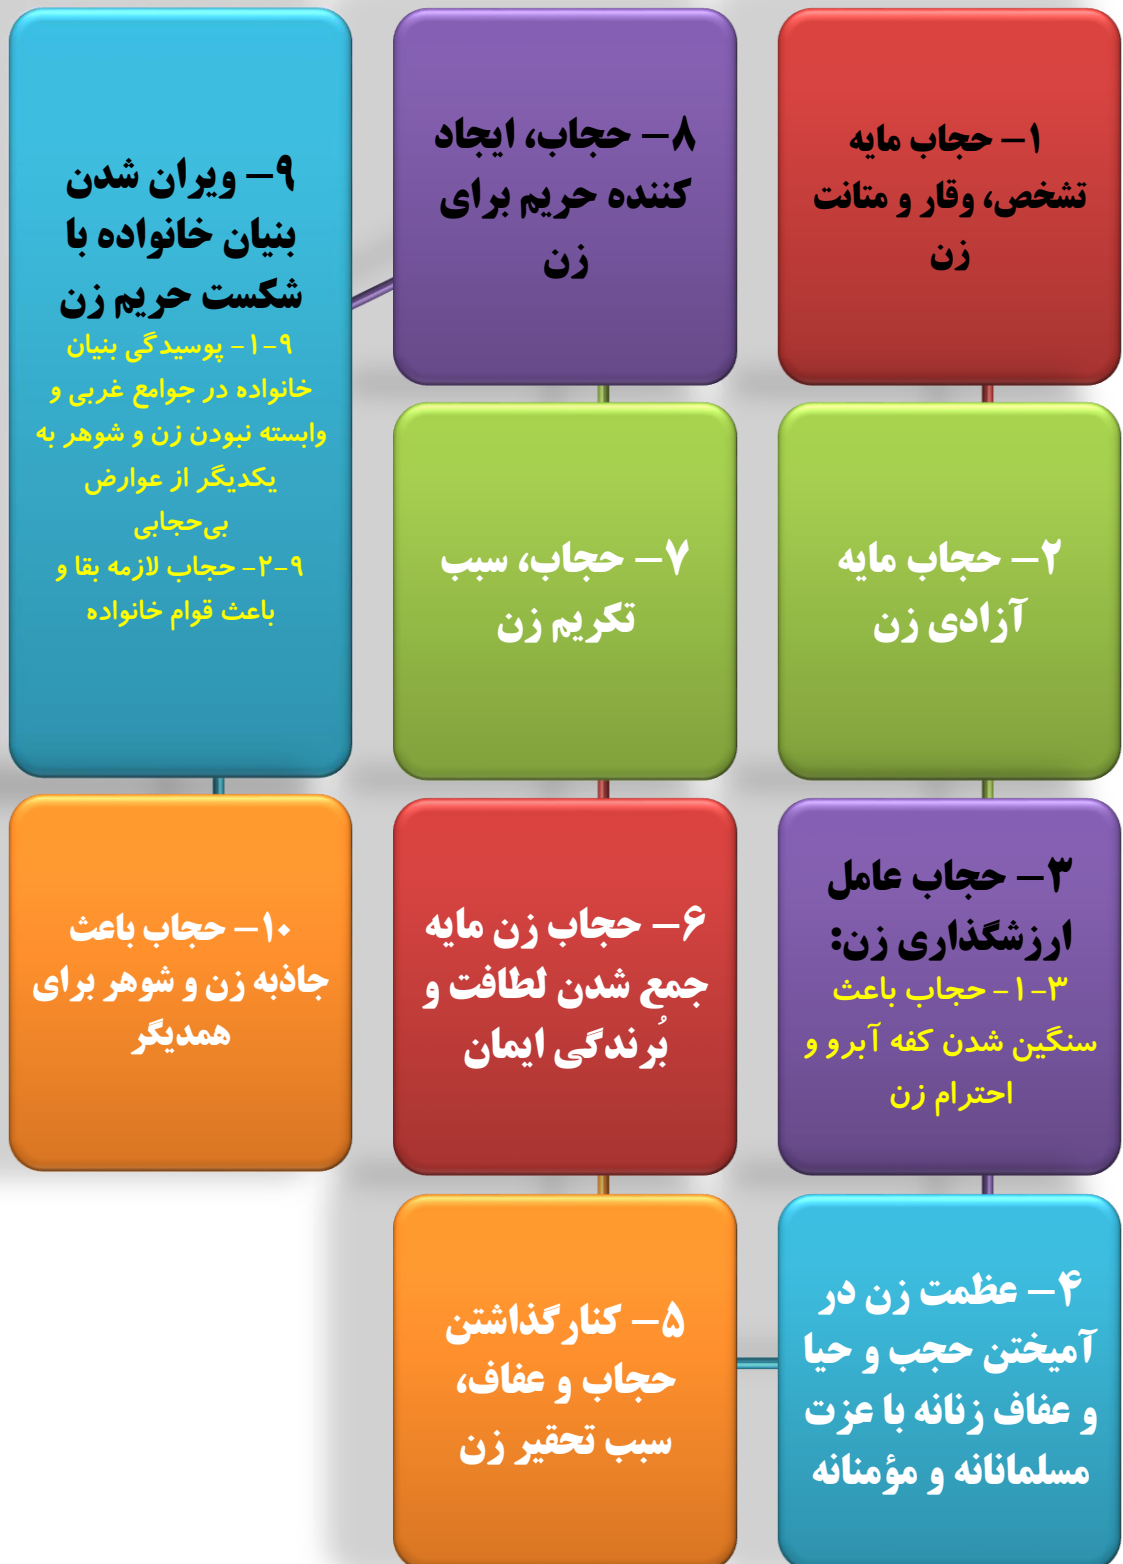 ۱- حجاب مایه
تشخص، وقار و متانت
زن
۲- حجاب مایه
آزادی زن
۳- حجاب عامل
ارزشگذاری زن:
۳-۱- حجاب باعث
سنگین شدن کفه آبرو و
احترام زن
۴- عظمت زن در
آمیختن حجب و حیا
و عفاف زنانه با عزت
مسلمانانه و مؤمنانه
۵- کنار گذاشتن
حجاب و عفاف،
سبب تحقیر زن
۶- حجاب زن مایه
جمع شدن لطافت و
بُرندگی ایمان
۷- حجاب، سبب
تکریم زن
۸- حجاب، ایجاد
کننده حریم برای
زن
۹- ویران شدن
بنیان خانواده با
شکست حریم زن
۹-۱- پوسیدگی بنیان
خانواده در جوامع غربی و
وابسته نبودن زن و شوهر به
یکدیگر از عوارض
بی‌حجابی
۹-۲- حجاب لازمه بقا و
باعث قوام خانواده
۱۰- حجاب باعث
جاذبه زن و شوهر برای
همدیگر